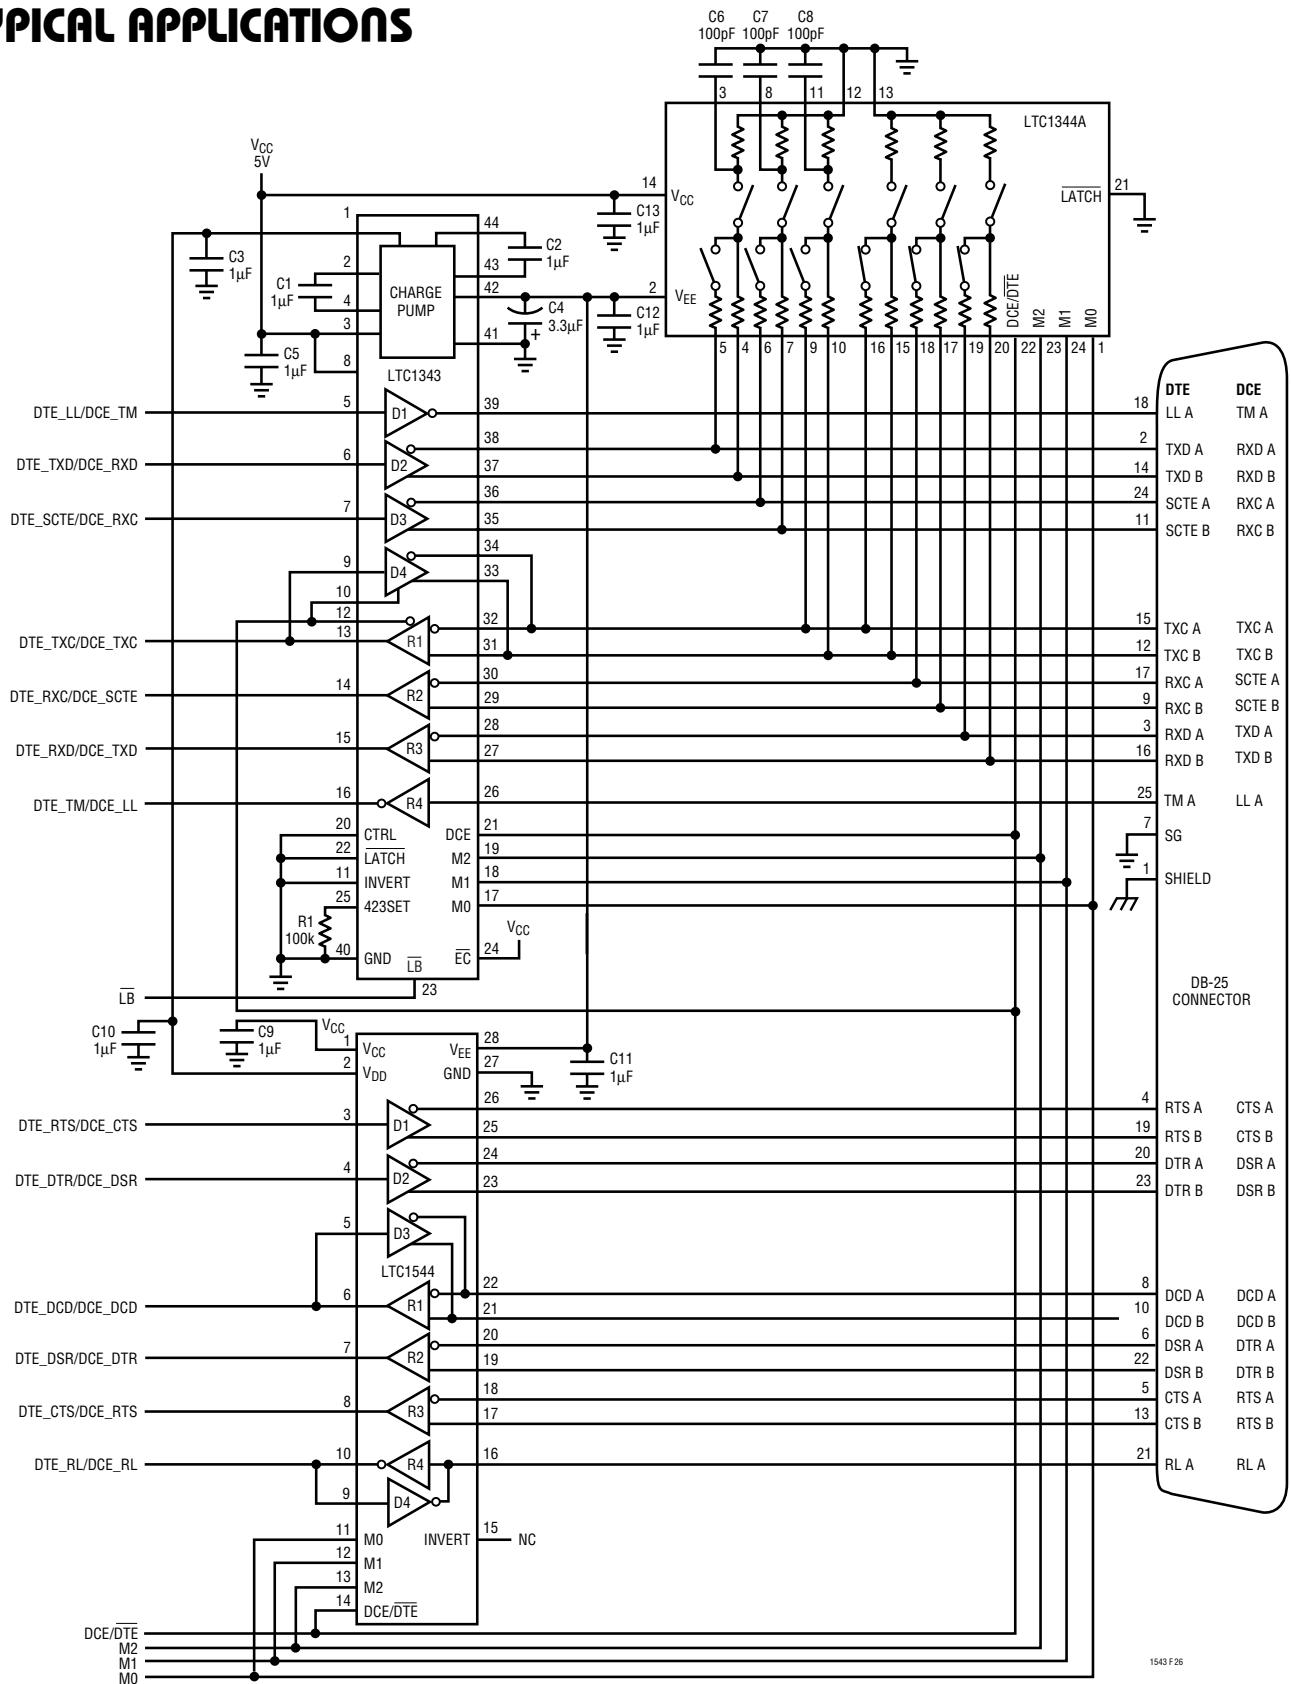 YPICAL APPLICATIONS
C6 C7 C8
100pF 100pF 100pF
3 8 11 12 13
LTC1344A
VCC
5V
14 VCC
LATCH 21
C13
1µF
1 44
C3
1µF
2 43
C2
1µF
C1
1µF
CHARGE
PUMP
42
2 VEE
DCE/DTE
M2
M1
M0
4
C4
3.3µF
+
C12
1µF
3 41
C5
1µF
8
5 4 6 7 9 10 16 15 18 17 19 20 22 23 24 1
LTC1343
DTE DCE
DTE_LL/DCE_TM 5 D1 39 18 LL A TM A
38 2 TXD A RXD A
DTE_TXD/DCE_RXD 6 D2 37 14 TXD B RXD B
36 24 SCTE A RXC A
DTE_SCTE/DCE_RXC 7 D3 35 11 SCTE B RXC B
34
9 D4 33
10
12 32 15 TXC A TXC A
DTE_TXC/DCE_TXC 13 R1 31 12 TXC B TXC B
30 17 RXC A SCTE A
DTE_RXC/DCE_SCTE 14 R2 29 9 RXC B SCTE B
28 3 RXD A TXD A
DTE_RXD/DCE_TXD 15 R3 27 16 RXD B TXD B
DTE_TM/DCE_LL 16 R4 26 25 TM A LL A
20 CTRL DCE 21 7 SG
22 LATCH M2 19
11 INVERT M1 18 1 SHIELD
25 423SET M0 17
R1
100k
VCC
40 GND LB EC 24
LB 23
DB-25
CONNECTOR
C10
1µF
C9
1µF
VCC
1 VCC VEE 28
2 VDD GND 27
C11
1µF
26 4 RTS A CTS A
DTE_RTS/DCE_CTS 3 D1 25 19 RTS B CTS B
24 20 DTR A DSR A
DTE_DTR/DCE_DSR 4 D2 23 23 DTR B DSR B
5 D3
LTC1544
22 8 DCD A DCD A
DTE_DCD/DCE_DCD 6 R1 21 10 DCD B DCD B
20 6 DSR A DTR A
DTE_DSR/DCE_DTR 7 R2 19 22 DSR B DTR B
18 5 CTS A RTS A
DTE_CTS/DCE_RTS 8 R3 17 13 CTS B RTS B
DTE_RL/DCE_RL 10 R4 16 21 RL A RL A
9 D4
11 M0 INVERT 15 NC
12 M1
13 M2
14 DCE/DTE
DCE/DTE
M2
M1
M0
1543 F26